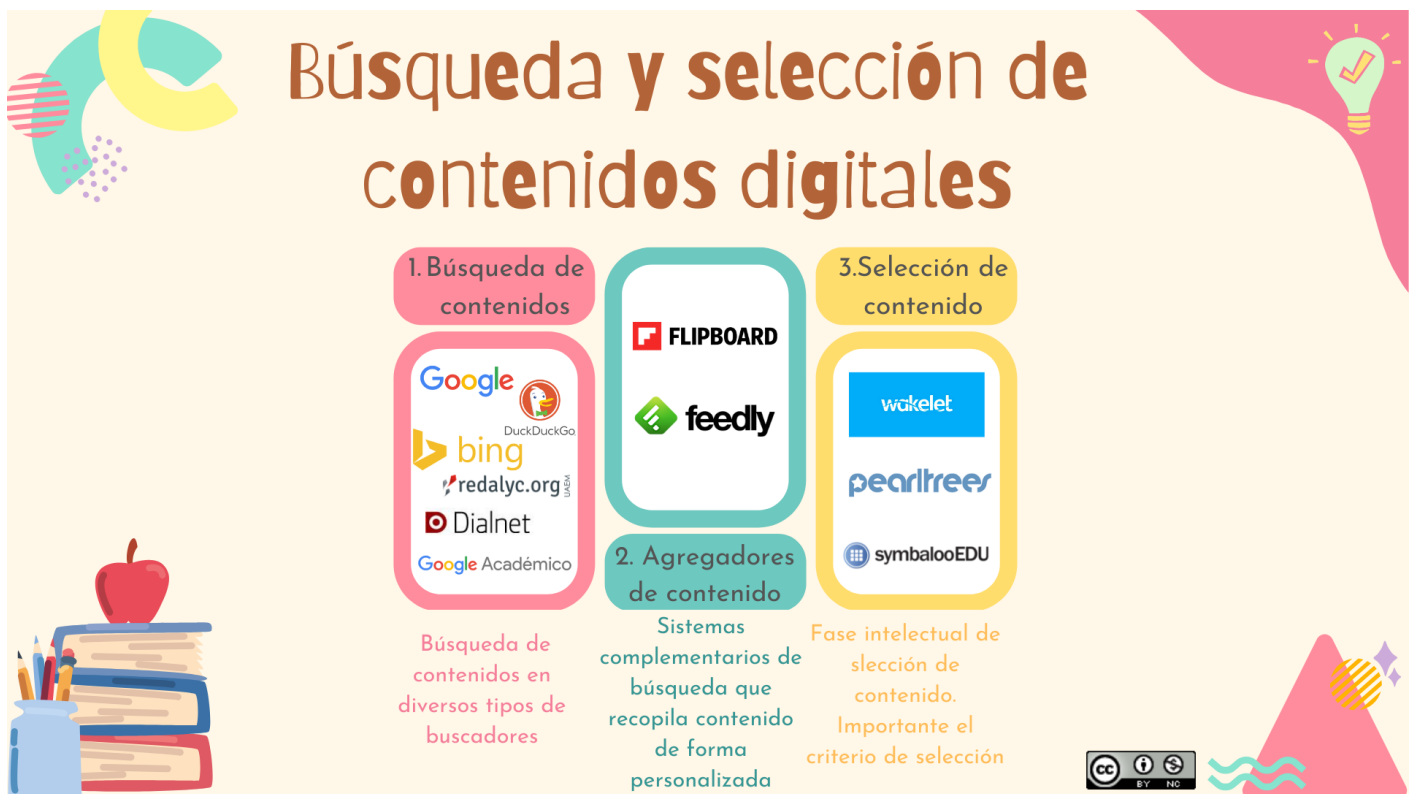 Búsqueda y selección de
contenidos digitales
1. Búsqueda de
contenidos
Google
DuckDuckGo
bing
redalyc.org
UAEM
Dialnet
Google Académico
Búsqueda de
contenidos en
diversos tipos de
buscadores
FLIPBOARD
feedly
2. Agregadores
de contenido
Sistemas
complementarios de
búsqueda que
recopila contenido
de forma
personalizada
3.Selección de
contenido
wakelet
pearltrees
symbalooEDU
Fase intelectual de
slección de
contenido.
Importante el
criterio de selección
cc
BY NC